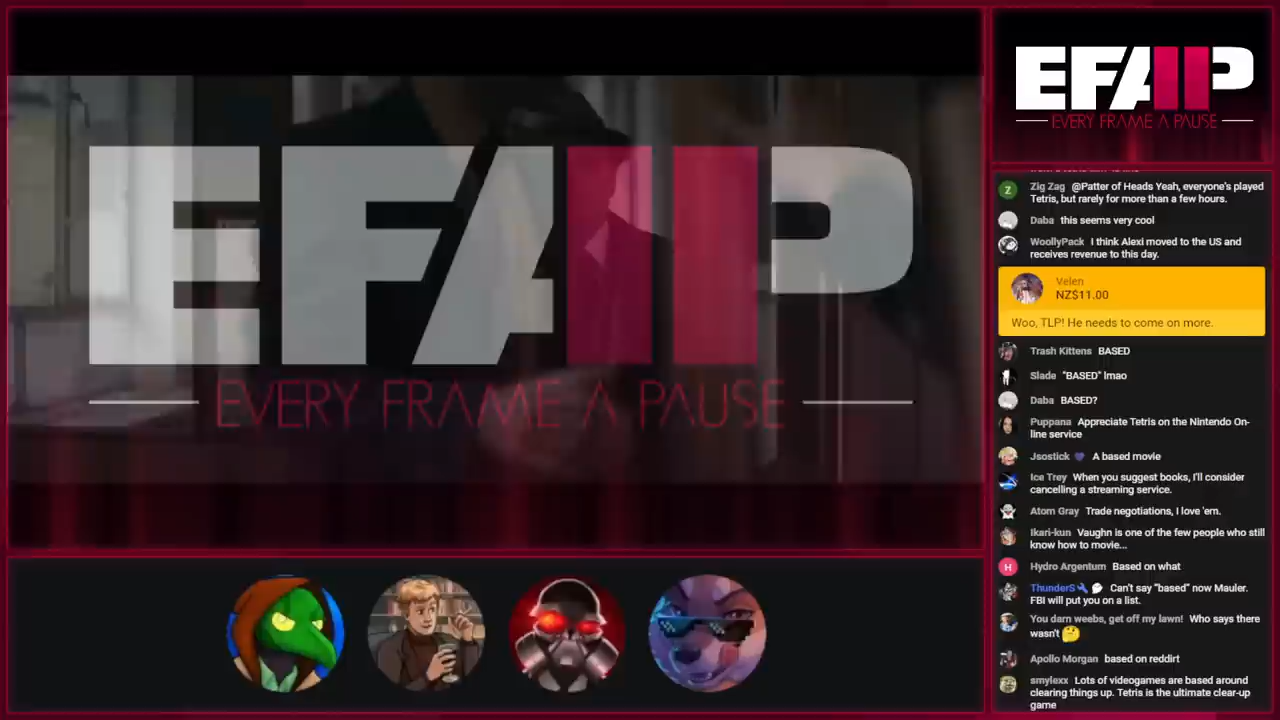 EFAP
EVERY FRAME A PAUSE
EFAP
EVERY FRAME A PAUSE
Z
Zig Zag @Patter of Heads Yeah, everyone's played
Tetris, but rarely for more than a few hours.
Daba this seems very cool
WoollyPack I think Alexi moved to the US and
receives revenue to this day.
Velen
NZ$11.00
Woo, TLP! He needs to come on more.
Trash Kittens BASED
Slade "BASED" lmao
Daba BASED?
Puppana Appreciate Tetris on the Nintendo On-
line service
Jsostick 💜 A based movie
Ice Trey When you suggest books, I'll consider
cancelling a streaming service.
Atom Gray Trade negotiations, I love 'em.
Ikari-kun Vaughn is one of the few people who still
know how to movie...
H
Hydro Argentum Based on what
ThunderS Can't say "based" now Mauler.
FBI will put you on a list.
You darn weebs, get off my lawn! Who says there
wasn't 🤔
Apollo Morgan based on reddirt
smylexx Lots of videogames are based around
clearing things up. Tetris is the ultimate clear-up
game